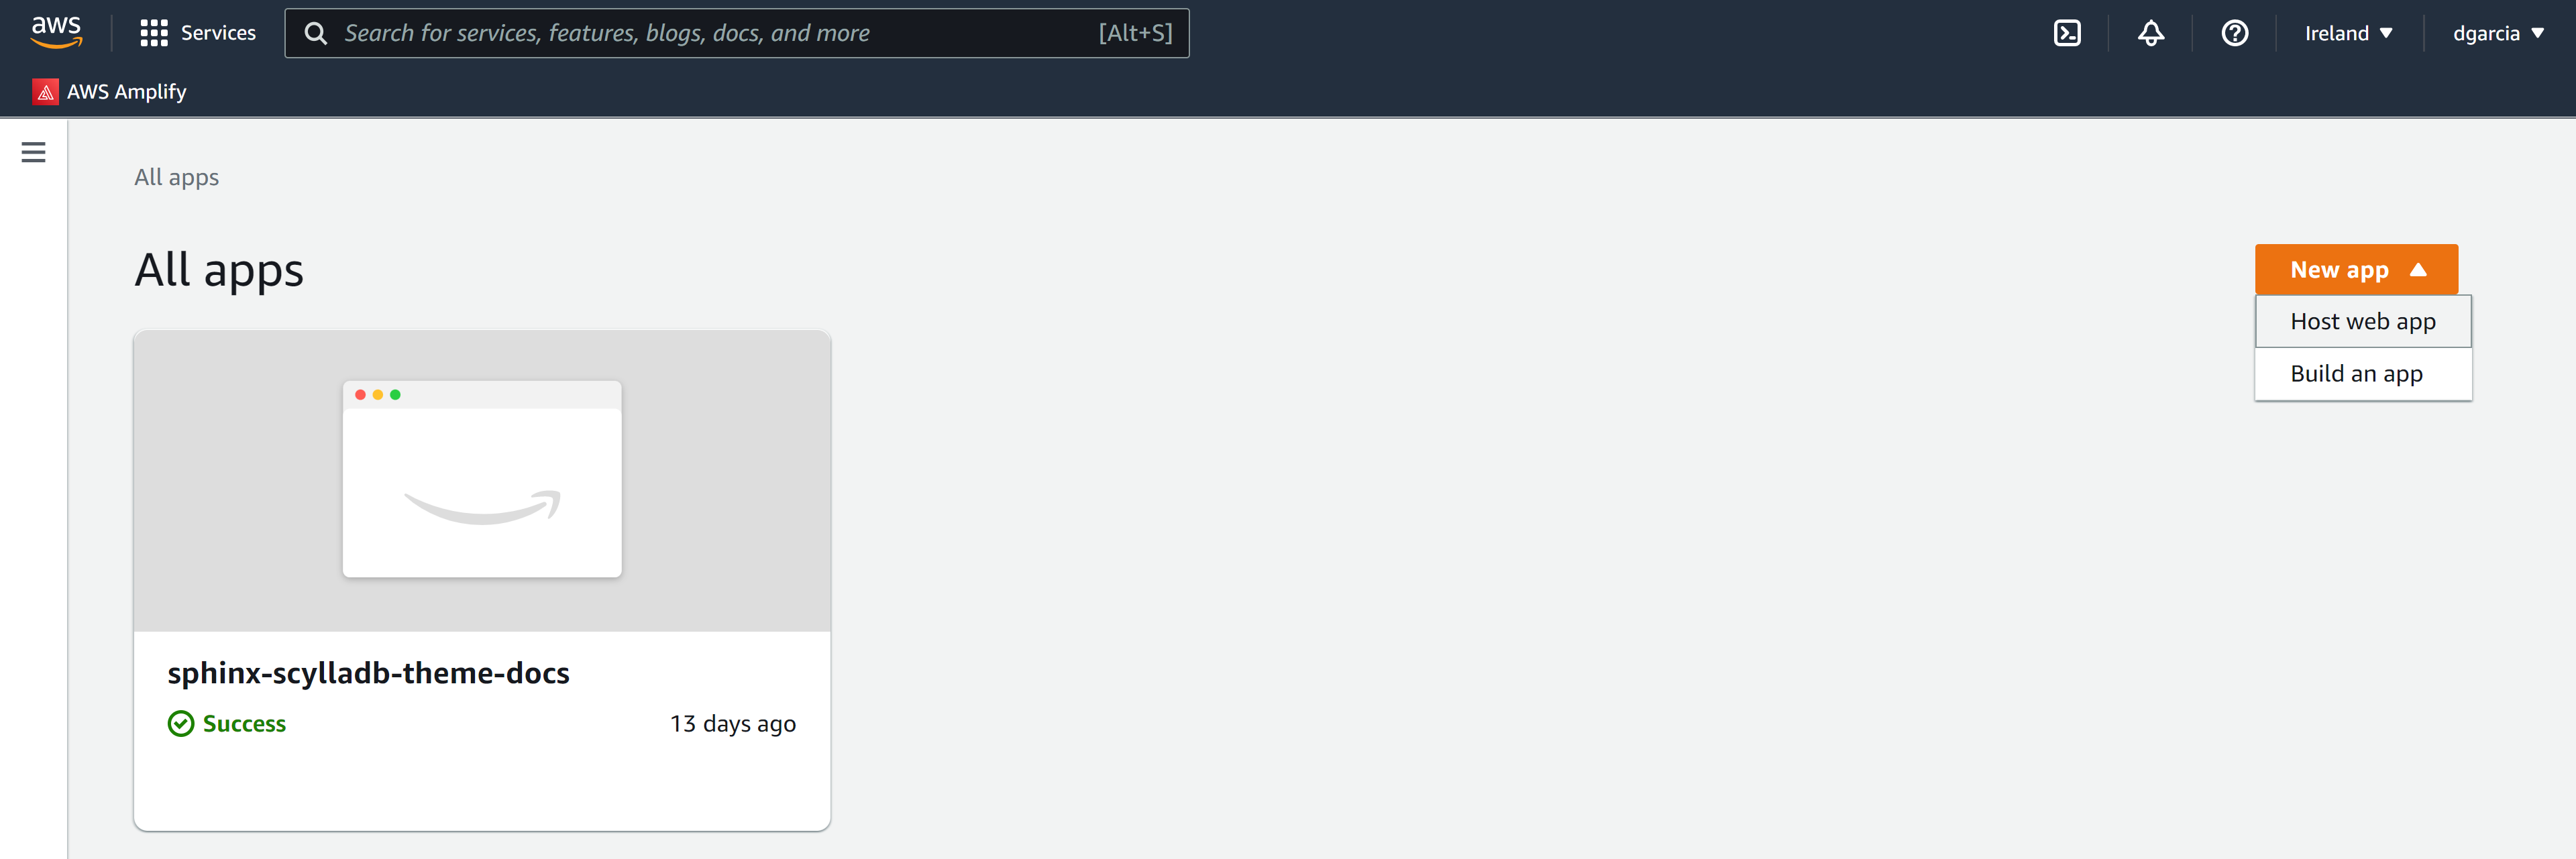 aws Services Search for services, features, blogs, docs, and more [Alt+S] Ireland dgarcia
AWS Amplify
All apps
All apps
New app
Host web app
Build an app
sphinx-scylladb-theme-docs
Success 13 days ago